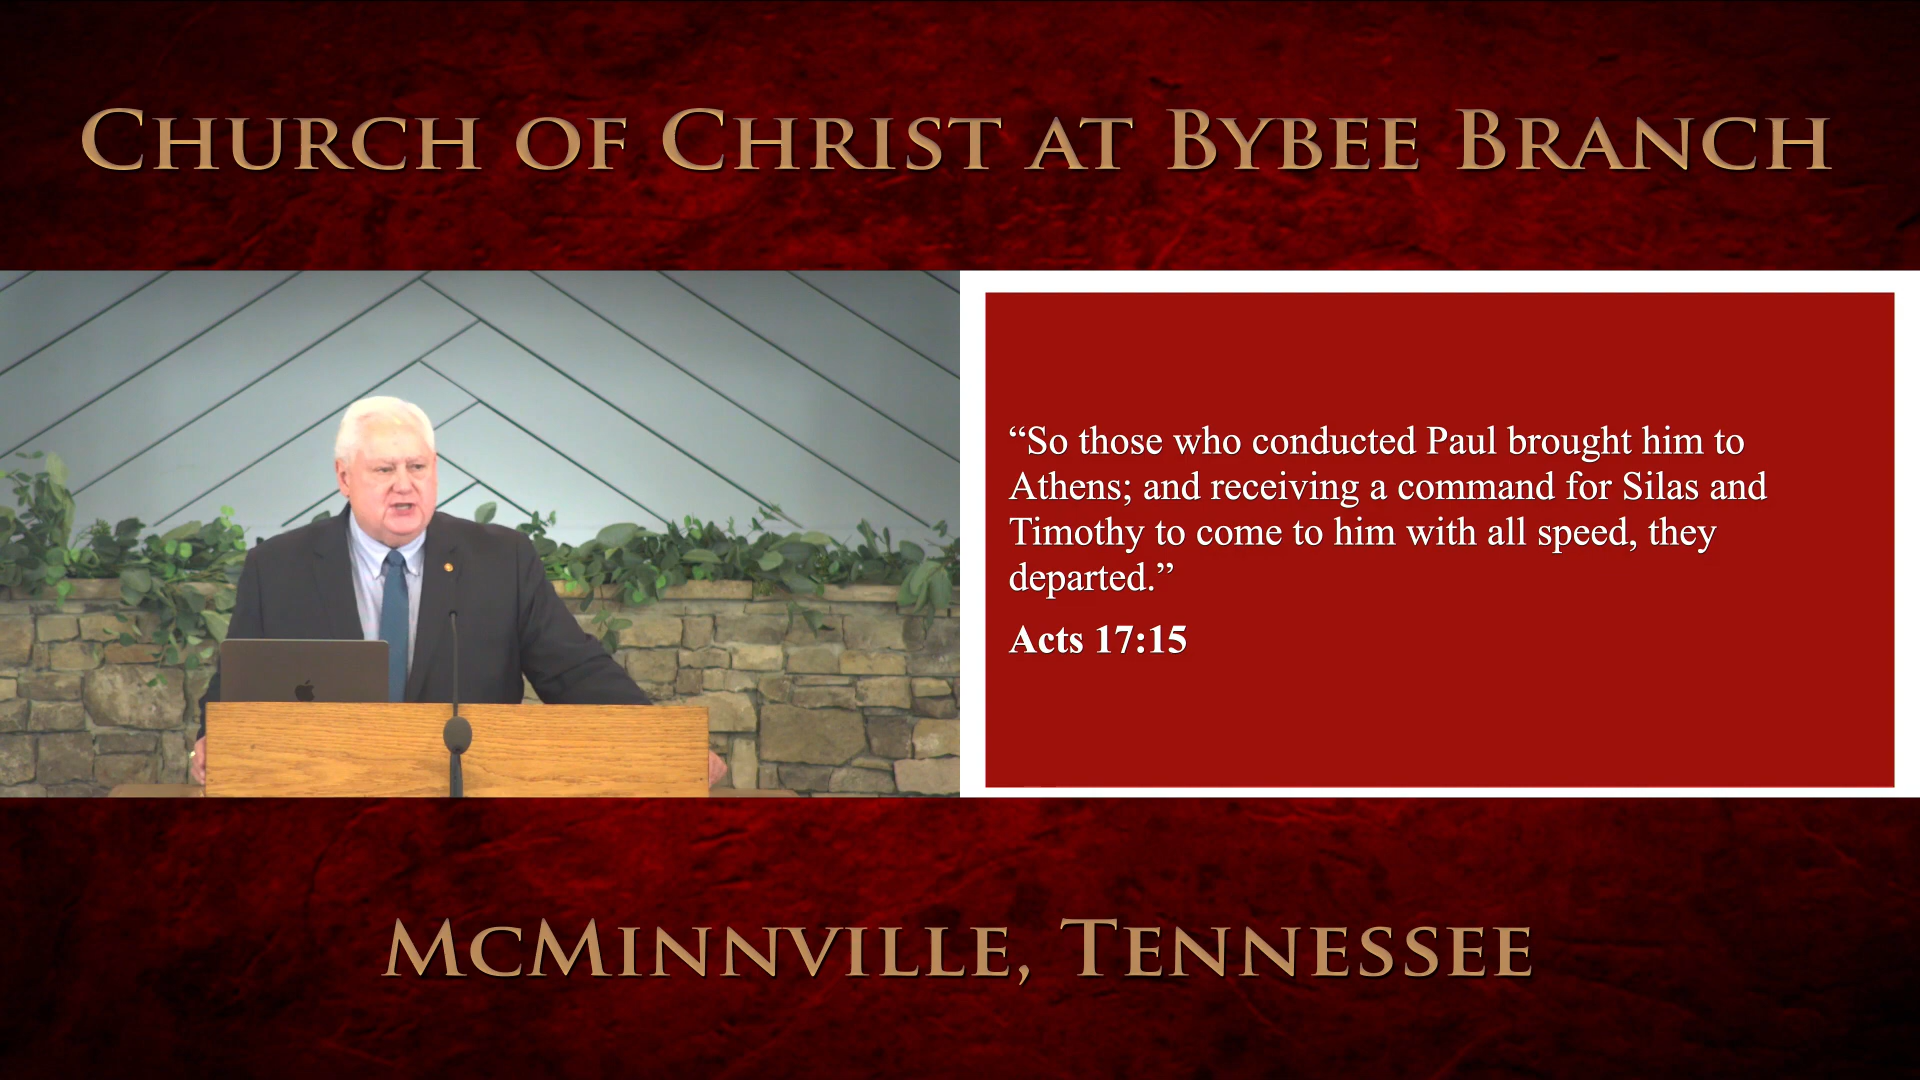 Church of Christ at Bybee Branch
“So those who conducted Paul brought him to
Athens; and receiving a command for Silas and
Timothy to come to him with all speed, they
departed.”
Acts 17:15
McMinnville, Tennessee